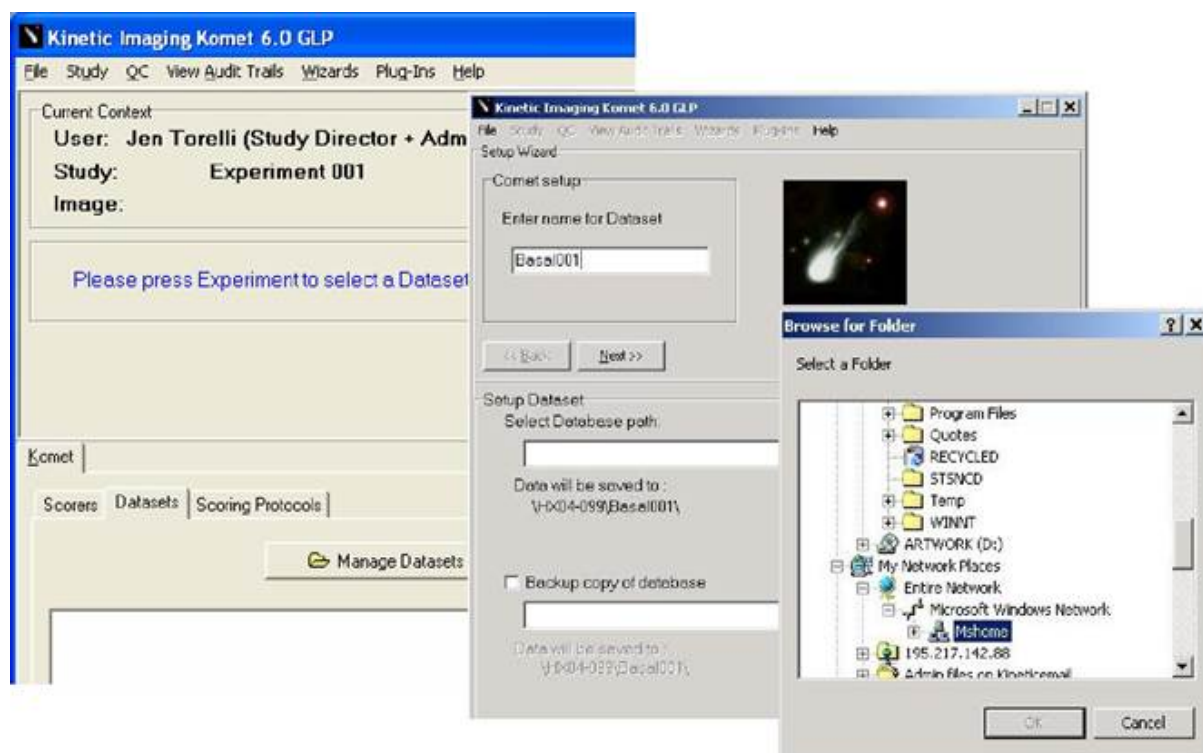 Kinetic Imaging Komet 6.0 GLP
File Study QC View Audit Trails Wizards Plug-Ins Help
Current Context
User: Jen Torelli (Study Director + Adm
Study: Experiment 001
Image:
Please press Experiment to select a Dataset
Komet
Scorers Datasets Scoring Protocols
Manage Datasets
Kinetic Imaging Komet 6.0 GLP
File Study QC View Audit Trails Wizards Plug-Ins Help
Setup Wizard
Comet setup
Enter name for Dataset
Basal001
<< Back Next >>
Setup Dataset
Select Database path:
Data will be saved to :
\HX04-099\Basal001\
Backup copy of database
Data will be saved to :
\HX04-099\Basal001\
Browse for Folder
Select a Folder
Program Files
Quotes
RECYCLED
STSNCD
Temp
WINNT
ARTWORK (D:)
My Network Places
Entire Network
Microsoft Windows Network
Mshome
195.217.142.88
Admin files on Kineticemail
OK Cancel